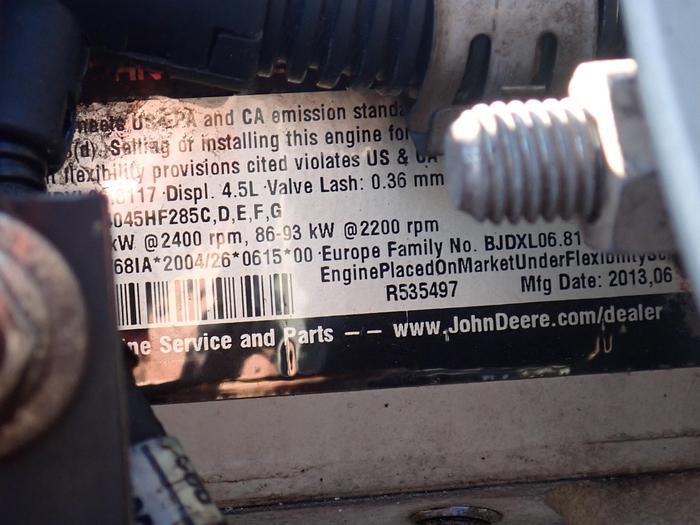 US EPA and CA emission standa
(d). Selling or installing this engine for
flexibility provisions cited violates US & CA
.8117 Displ. 4.5L Valve Lash: 0.36 mm
045HF285C,D,E,F,G
kW @2400 rpm, 86-93 kW @2200 rpm
68IA*2004/26*0615*00 Europe Family No. BJDXL06.81
EnginePlacedOnMarketUnderFlexibilitySc
R535497 Mfg Date: 2013,06
ine Service and Parts -- www.JohnDeere.com/dealer